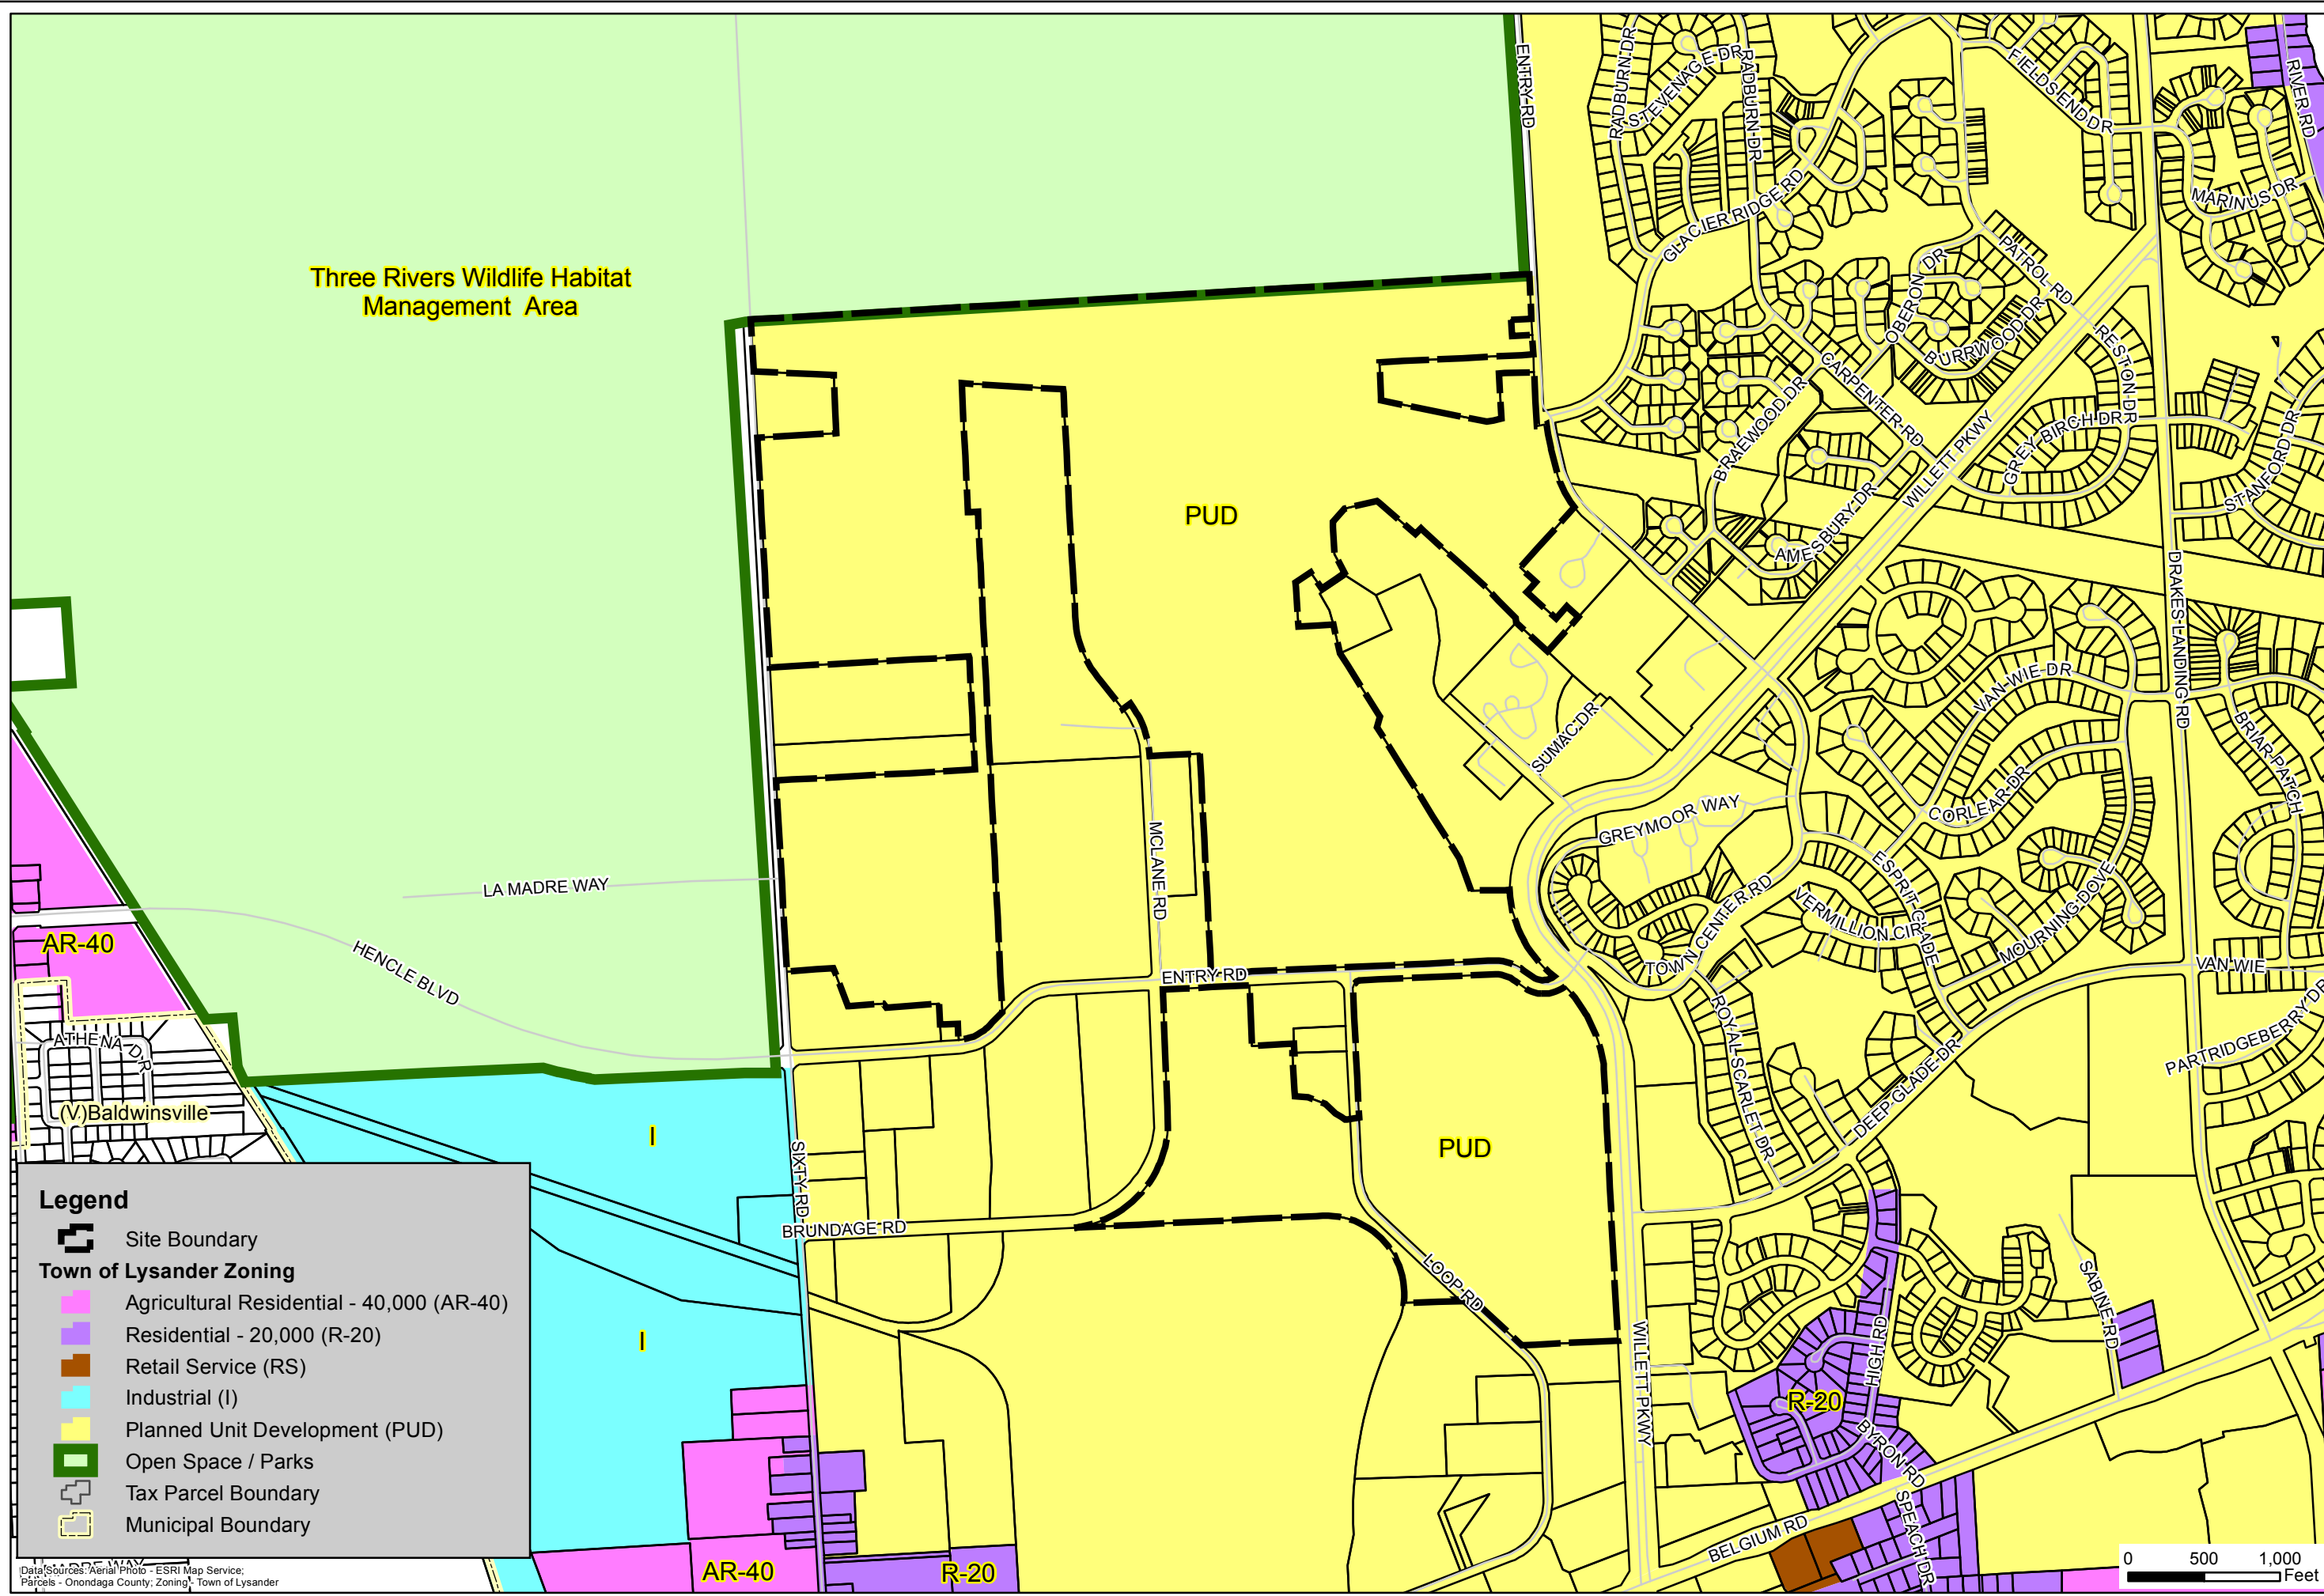 Three Rivers Wildlife Habitat
Management Area
ENTRY RD
RADBURN DR
STEVENAGE DR
RADBURN DR
FIELDS END DR
RIVER RD
MARINUS DR
GLACIER RIDGE RD
PATROL RD
OBERON DR
BURRWOOD DR
RESTON DR
CARPENTER RD
BRAEWOOD DR
WILLETT PKWY
GREY BIRCH DR
STANFORD DR
PUD
AMESBURY DR
DRAKES LANDING RD
VAN WIE DR
BRIAR PATCH
SUMAC DR
CORLEAR DR
GREYMOOR WAY
MCLANE RD
ESPRIT GLADE
LA MADRE WAY
TOWN CENTER RD
VERMILLION CIR
MOURNING DOVE
AR-40
HENCLE BLVD
ENTRY RD
VAN WIE
ROYAL SCARLET DR
PARTRIDGEBERRY DR
ATHENA DR
DEEP GLADE DR
(V)Baldwinsville
I
PUD
SIXTY RD
BRUNDAGE RD
LOOP RD
SABINE RD
I
WILLETT PKWY
HIGH RD
R-20
BYRON RD
SPEACH DR
BELGIUM RD
AR-40
R-20
Legend
Site Boundary
Town of Lysander Zoning
Agricultural Residential - 40,000 (AR-40)
Residential - 20,000 (R-20)
Retail Service (RS)
Industrial (I)
Planned Unit Development (PUD)
Open Space / Parks
Tax Parcel Boundary
Municipal Boundary
Data Sources: Aerial Photo - ESRI Map Service;
Parcels - Onondaga County; Zoning - Town of Lysander
0 500 1,000
Feet